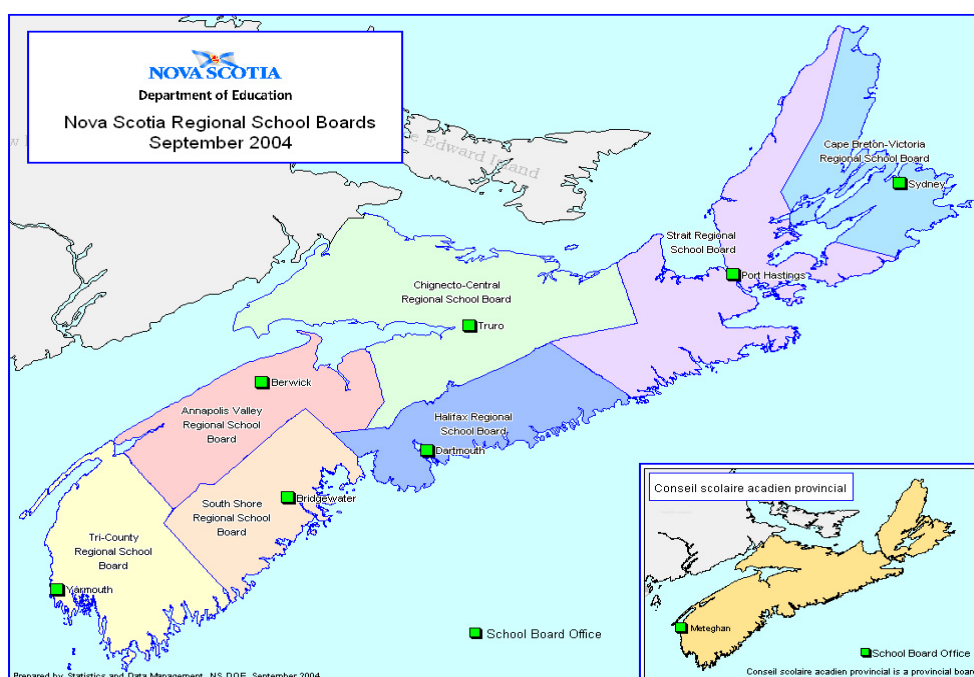 NOVA SCOTIA
Department of Education
Nova Scotia Regional School Boards
September 2004
Edward Island
Cape Breton-Victoria
Regional School Board
Sydney
Strait Regional
School Board
Port Hastings
Chignecto-Central
Regional School Board
Truro
Berwick
Annapolis Valley
Regional School
Board
Halifax Regional
School Board
Dartmouth
South Shore
Regional School
Board
Bridgewater
Tri-County
Regional School
Board
Yarmouth
School Board Office
Conseil scolaire acadien provincial
Meteghan
School Board Office
Conseil scolaire acadien provincial is a provincial board
Prepared by Statistics and Data Management, NS DOE, September 2004